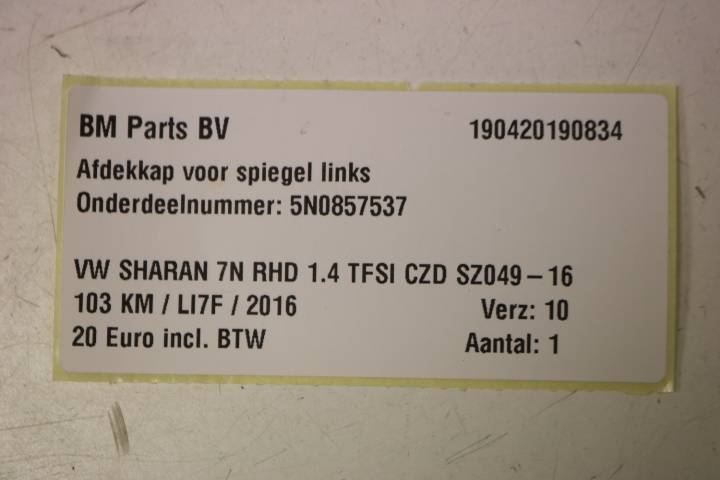 BM Parts BV 190420190834
Afdekkap voor spiegel links
Onderdeelnummer: 5N0857537
VW SHARAN 7N RHD 1.4 TFSI CZD SZ049-16
103 KM / LI7F / 2016 Verz: 10
20 Euro incl. BTW Aantal: 1